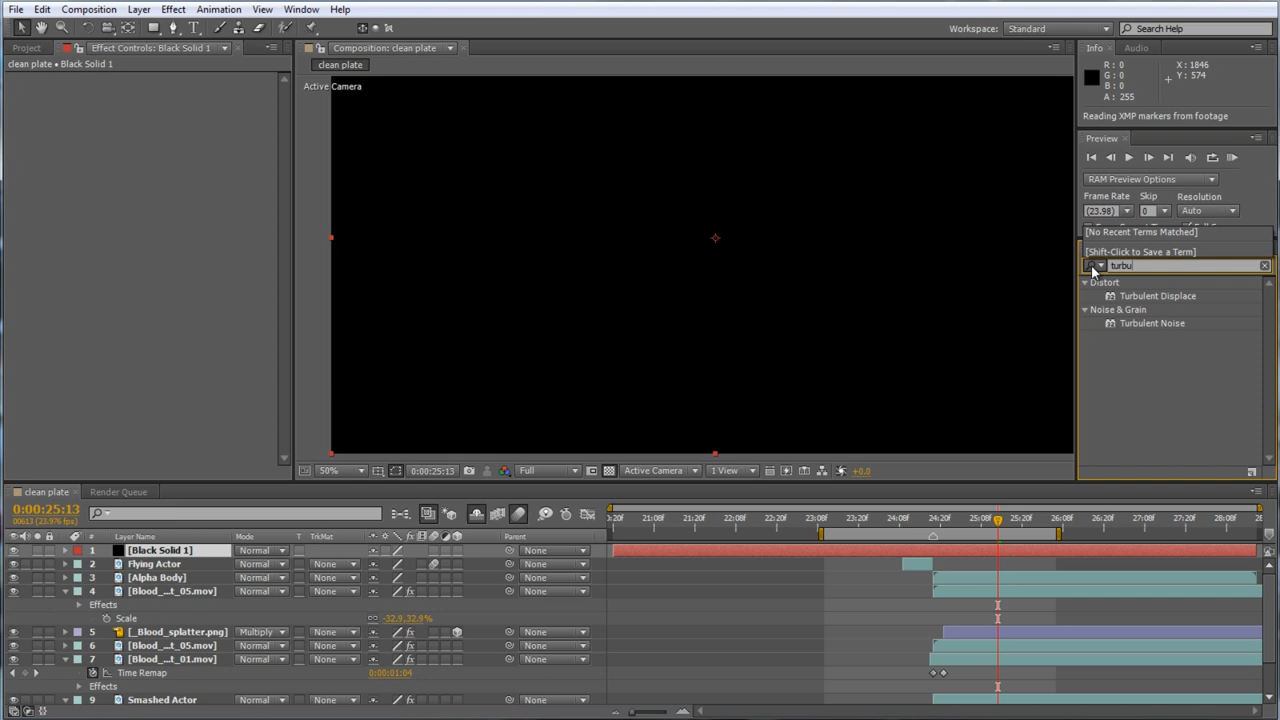 File Edit Composition Layer Effect Animation View Window Help
Workspace: Standard Search Help
Project Effect Controls: Black Solid 1 Composition: clean plate Info Audio
clean plate • Black Solid 1 clean plate
Active Camera
R: 0 X: 1846
G: 0 Y: 574
B: 0
A: 255
Reading XMP markers from footage
Preview
RAM Preview Options
Frame Rate Skip Resolution
(23.98) 0 Auto
[No Recent Terms Matched]
[Shift-Click to Save a Term]
turbu
Distort
Turbulent Displace
Noise & Grain
Turbulent Noise
50% 0:00:25:13 Full Active Camera 1 View +0.0
clean plate Render Queue
0:00:25:13
00613 (23.976 fps)
:20f 21:08f 21:20f 22:08f 22:20f 23:08f 23:20f 24:08f 24:20f 25:08f 25:20f 26:08f 26:20f 27:08f 27:20f 28:08f 28
# Layer Name Mode T TrkMat Parent
1 [Black Solid 1] Normal None
2 Flying Actor Normal None None
3 [Alpha Body] Normal None None
4 [Blood_...t_05.mov] Normal None None
Effects
Scale -32.9,32.9%
5 [_Blood_splatter.png] Multiply None None
6 [Blood_...t_05.mov] Normal None None
7 [Blood_...t_01.mov] Normal None None
Time Remap 0:00:01:04
Effects
9 Smashed Actor Normal None None